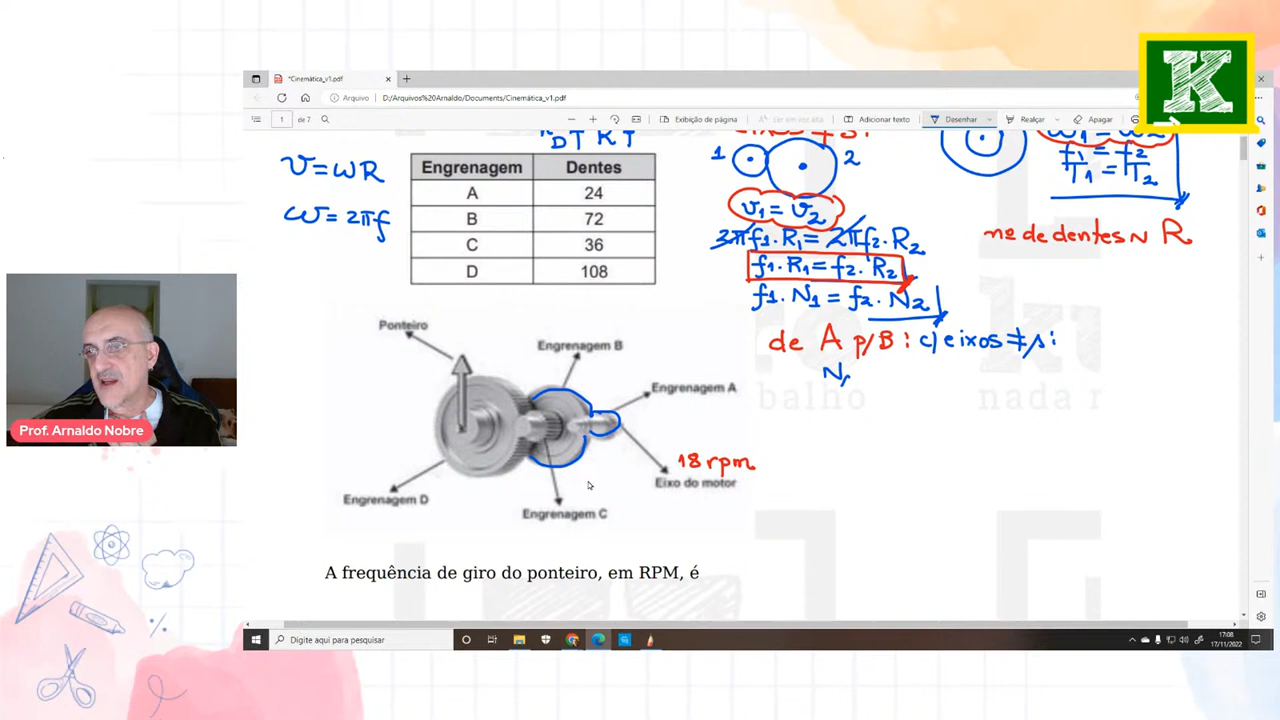 K
*Cinemática_v1.pdf
Arquivo
D:/Arquivos%20Arnaldo/Documents/Cinemática_v1.pdf
1 de 7
Exibição de página
Ler em voz alta
Adicionar texto
Desenhar
Realçar
Apagar
v = ωR
ω = 2πf
Engrenagem Dentes
A 24
B 72
C 36
D 108
1 2
v1 = v2
2πf1 . R1 = 2πf2 . R2
f1 . R1 = f2 . R2
f1 . N1 = f2 . N2
f1 = f2
T1 = T2
nº de dentes ~ R
de A p/ B : c/ eixos ≠s :
Ponteiro
Engrenagem B
Engrenagem A
18 rpm
Eixo do motor
Engrenagem D
Engrenagem C
A frequência de giro do ponteiro, em RPM, é
Prof. Arnaldo Nobre
Digite aqui para pesquisar
17:08
17/11/2022